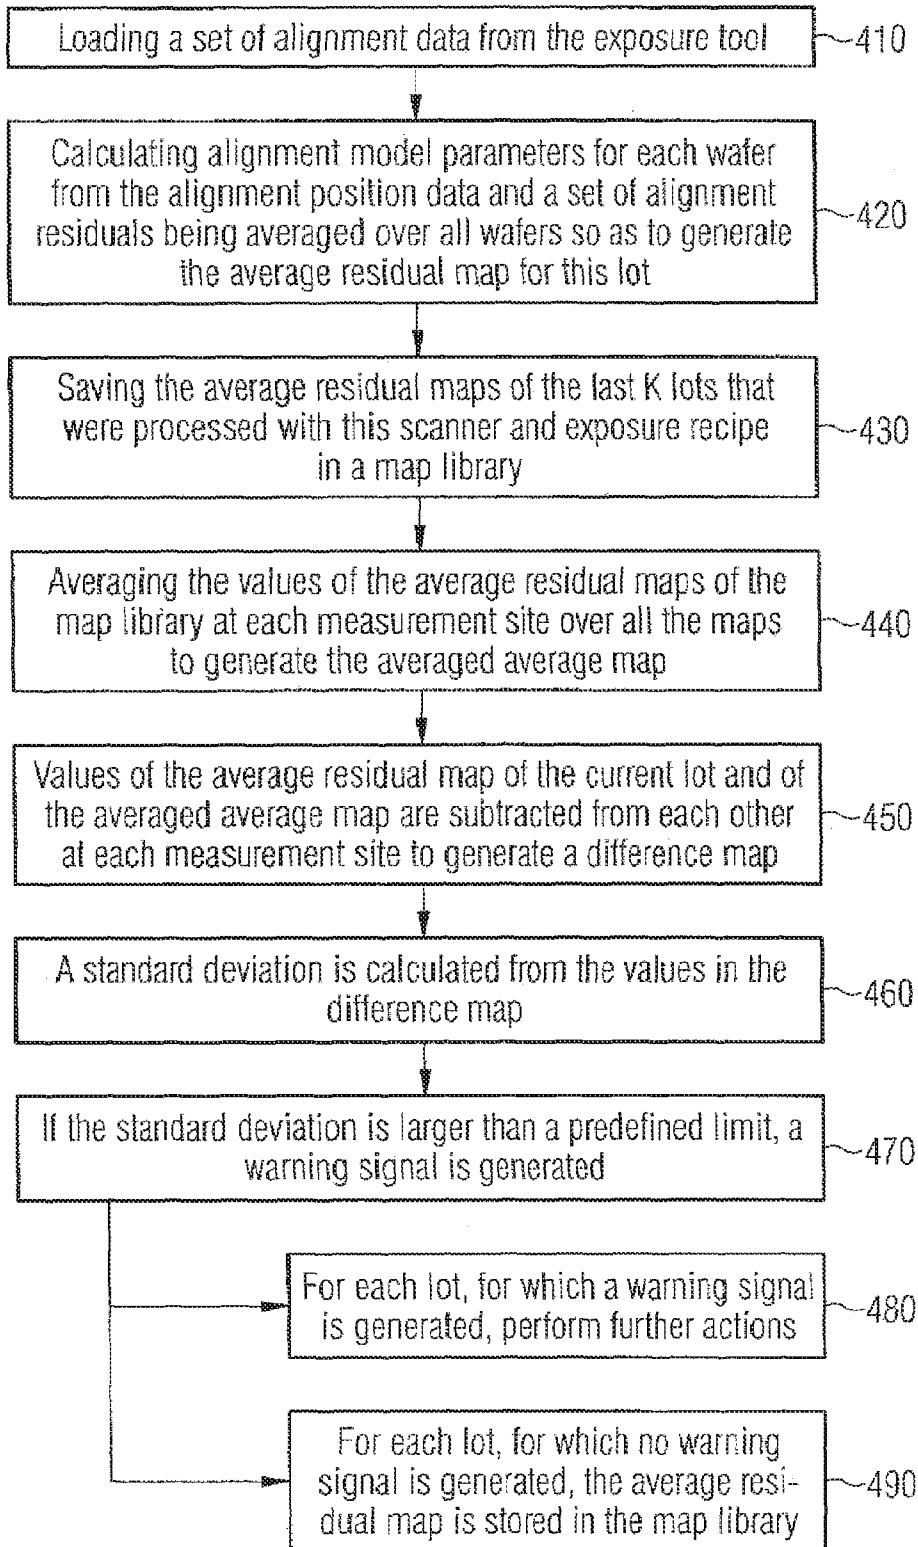 Loading a set of alignment data from the exposure tool
410
Calculating alignment model parameters for each wafer
from the alignment position data and a set of alignment
residuals being averaged over all wafers so as to generate
the average residual map for this lot
420
Saving the average residual maps of the last K lots that
were processed with this scanner and exposure recipe
in a map library
430
Averaging the values of the average residual maps of the
map library at each measurement site over all the maps
to generate the averaged average map
440
Values of the average residual map of the current lot and of
the averaged average map are subtracted from each other
at each measurement site to generate a difference map
450
A standard deviation is calculated from the values in the
difference map
460
If the standard deviation is larger than a predefined limit, a
warning signal is generated
470
For each lot, for which a warning signal
is generated, perform further actions
480
For each lot, for which no warning
signal is generated, the average resi-
dual map is stored in the map library
490